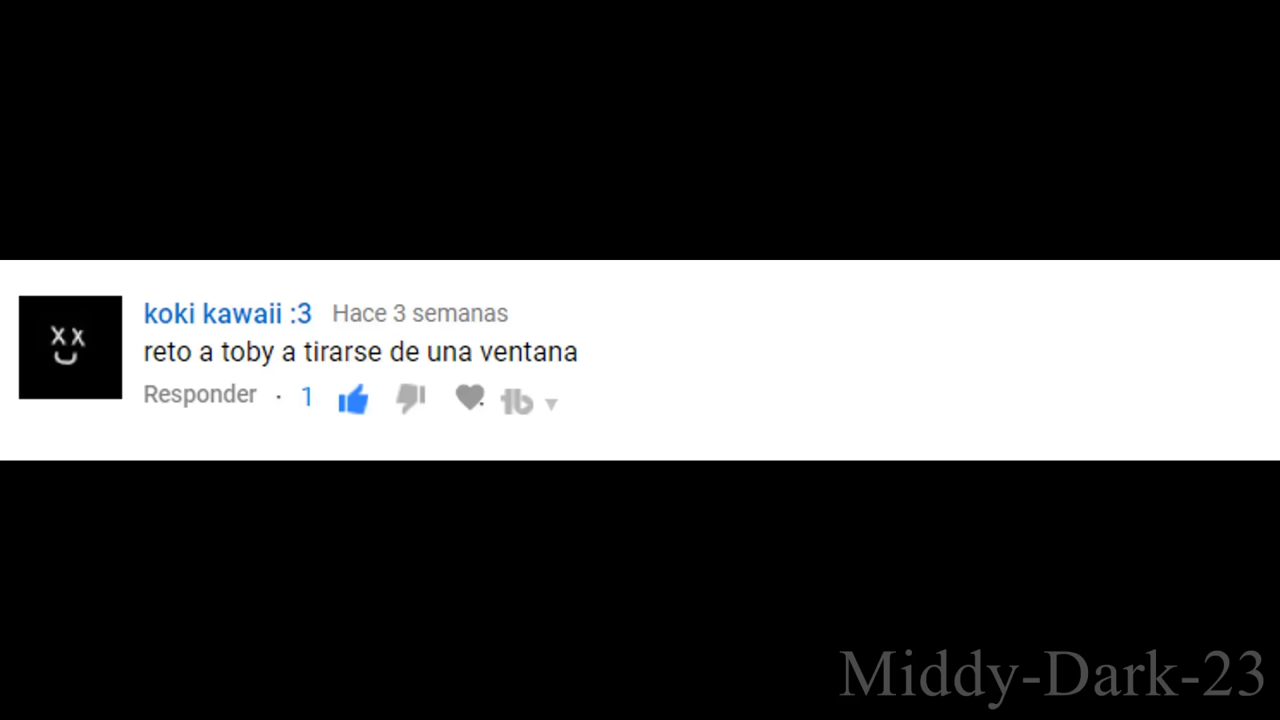 koki kawaii :3 Hace 3 semanas
reto a toby a tirarse de una ventana
Responder · 1
Middy-Dark-23